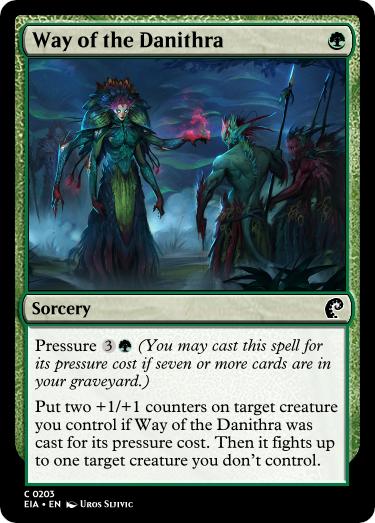 Way of the Danithra
Sorcery
Pressure 3 (You may cast this spell for
its pressure cost if seven or more cards are in
your graveyard.)
Put two +1/+1 counters on target creature
you control if Way of the Danithra was
cast for its pressure cost. Then it fights up
to one target creature you don't control.
C 0203
EIA • EN Uros Sljivic